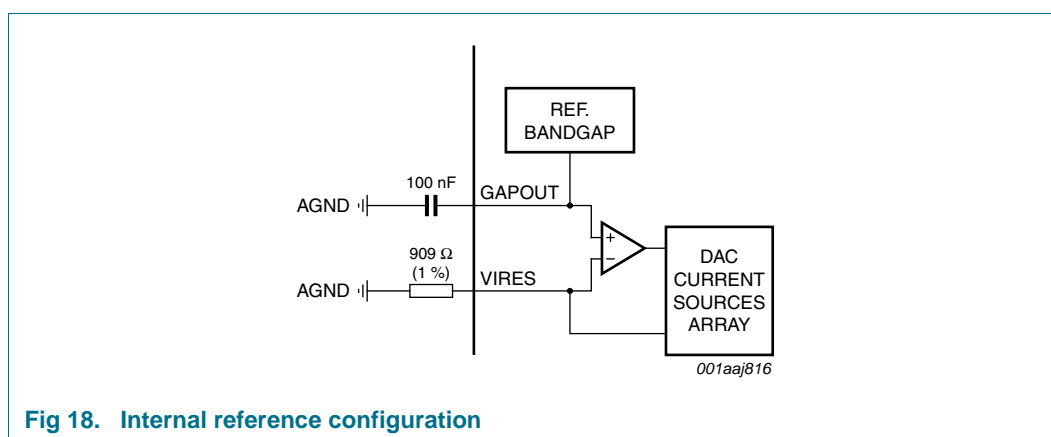 REF.
BANDGAP
100 nF
GAPOUT
AGND
+
−
909 Ω
(1 %)
VIRES
AGND
DAC
CURRENT
SOURCES
ARRAY
001aaj816
Fig 18. Internal reference configuration